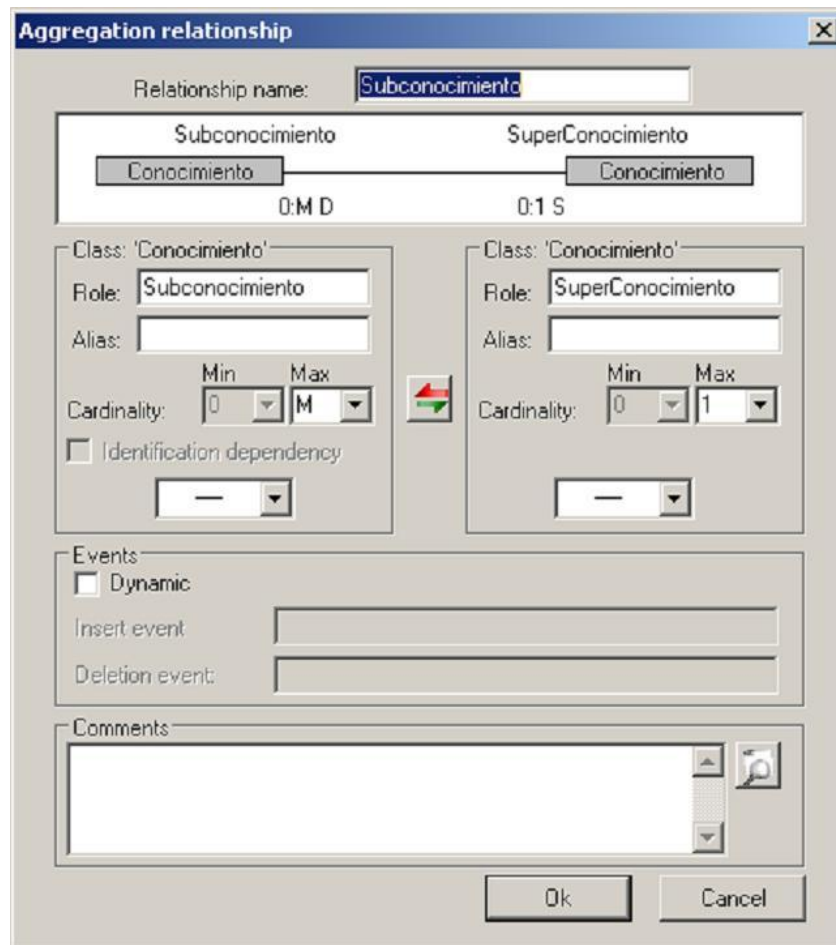 Aggregation relationship
Relationship name: Subconocimiento
Subconocimiento SuperConocimiento
Conocimiento Conocimiento
0:M D 0:1 S
Class: 'Conocimiento' Class: 'Conocimiento'
Role: Subconocimiento Role: SuperConocimiento
Alias: Alias:
Min Max Min Max
Cardinality: 0 M Cardinality: 0 1
Identification dependency
Events
Dynamic
Insert event
Deletion event:
Comments
Ok Cancel